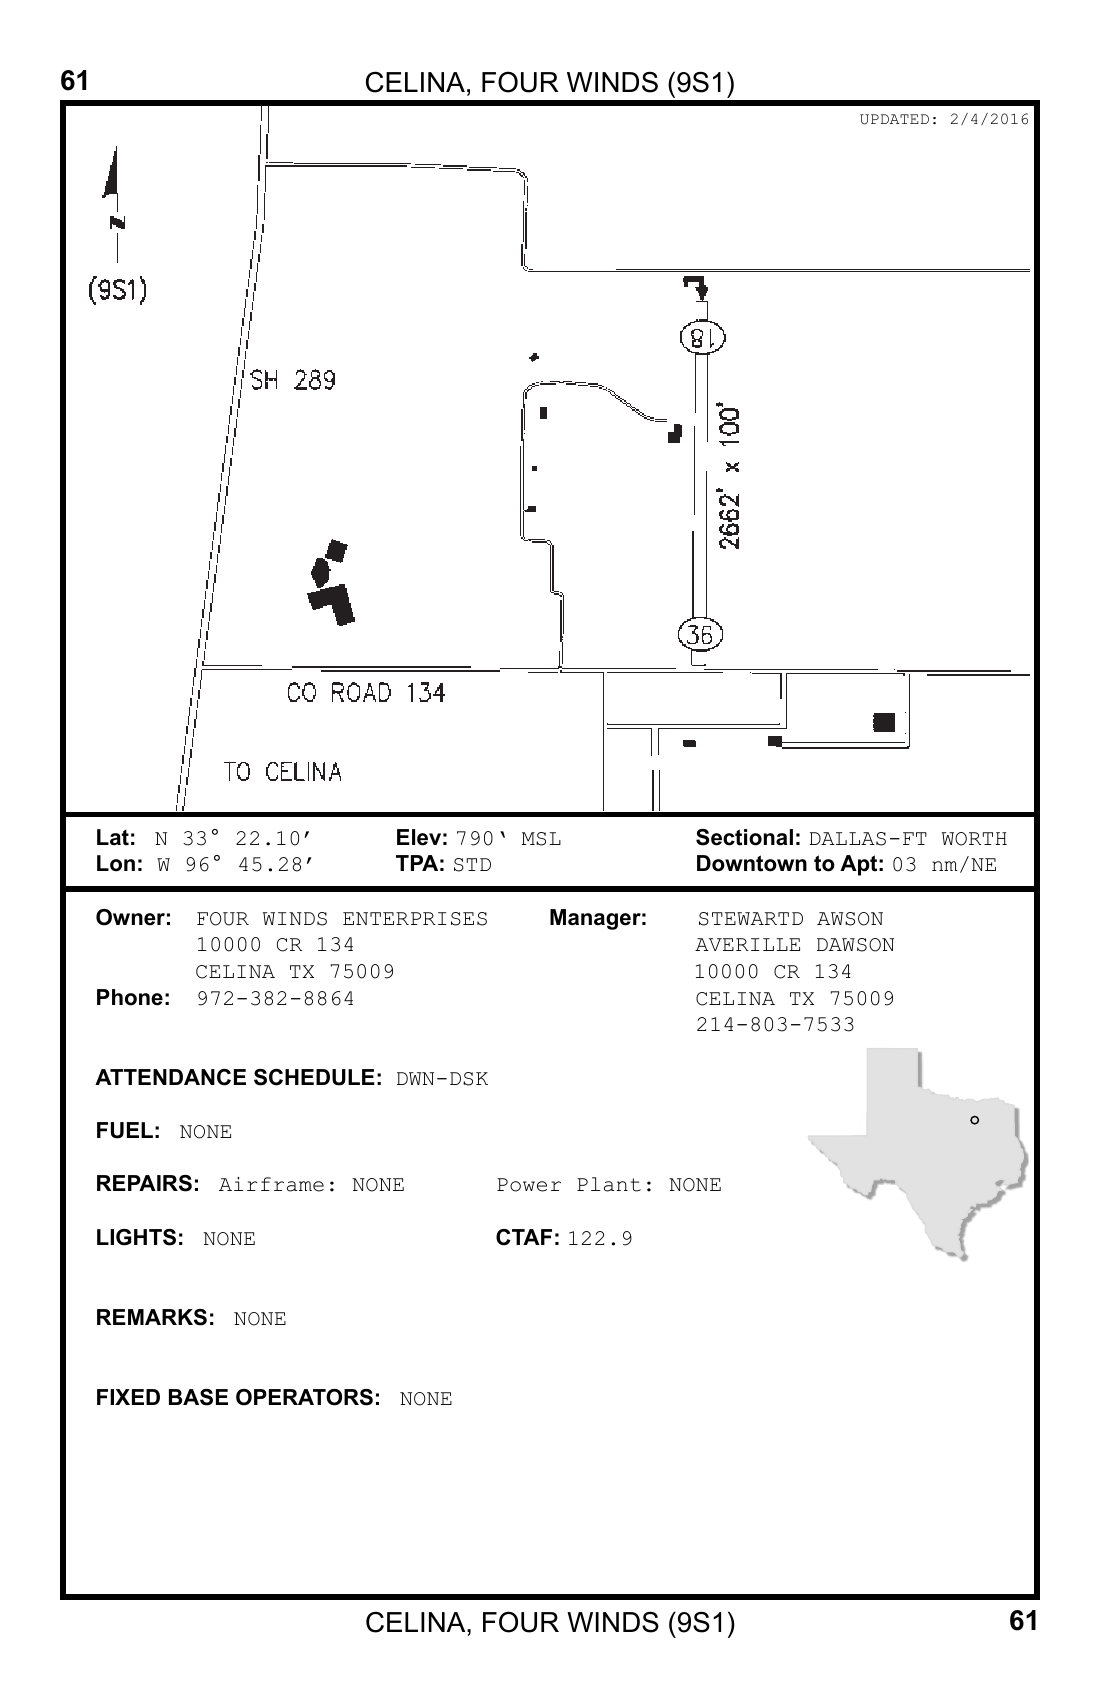 61
CELINA, FOUR WINDS (9S1)
UPDATED: 2/4/2016
N
(9S1)
18
SH 289
2662' x 100'
36
CO ROAD 134
TO CELINA
Lat: N 33° 22.10′ Elev: 790‘ MSL Sectional: DALLAS-FT WORTH
Lon: W 96° 45.28′ TPA: STD Downtown to Apt: 03 nm/NE
Owner: FOUR WINDS ENTERPRISES Manager: STEWARTD AWSON
10000 CR 134 AVERILLE DAWSON
CELINA TX 75009 10000 CR 134
Phone: 972-382-8864 CELINA TX 75009
214-803-7533
ATTENDANCE SCHEDULE: DWN-DSK
FUEL: NONE
REPAIRS: Airframe: NONE Power Plant: NONE
LIGHTS: NONE CTAF: 122.9
REMARKS: NONE
FIXED BASE OPERATORS: NONE
CELINA, FOUR WINDS (9S1)
61